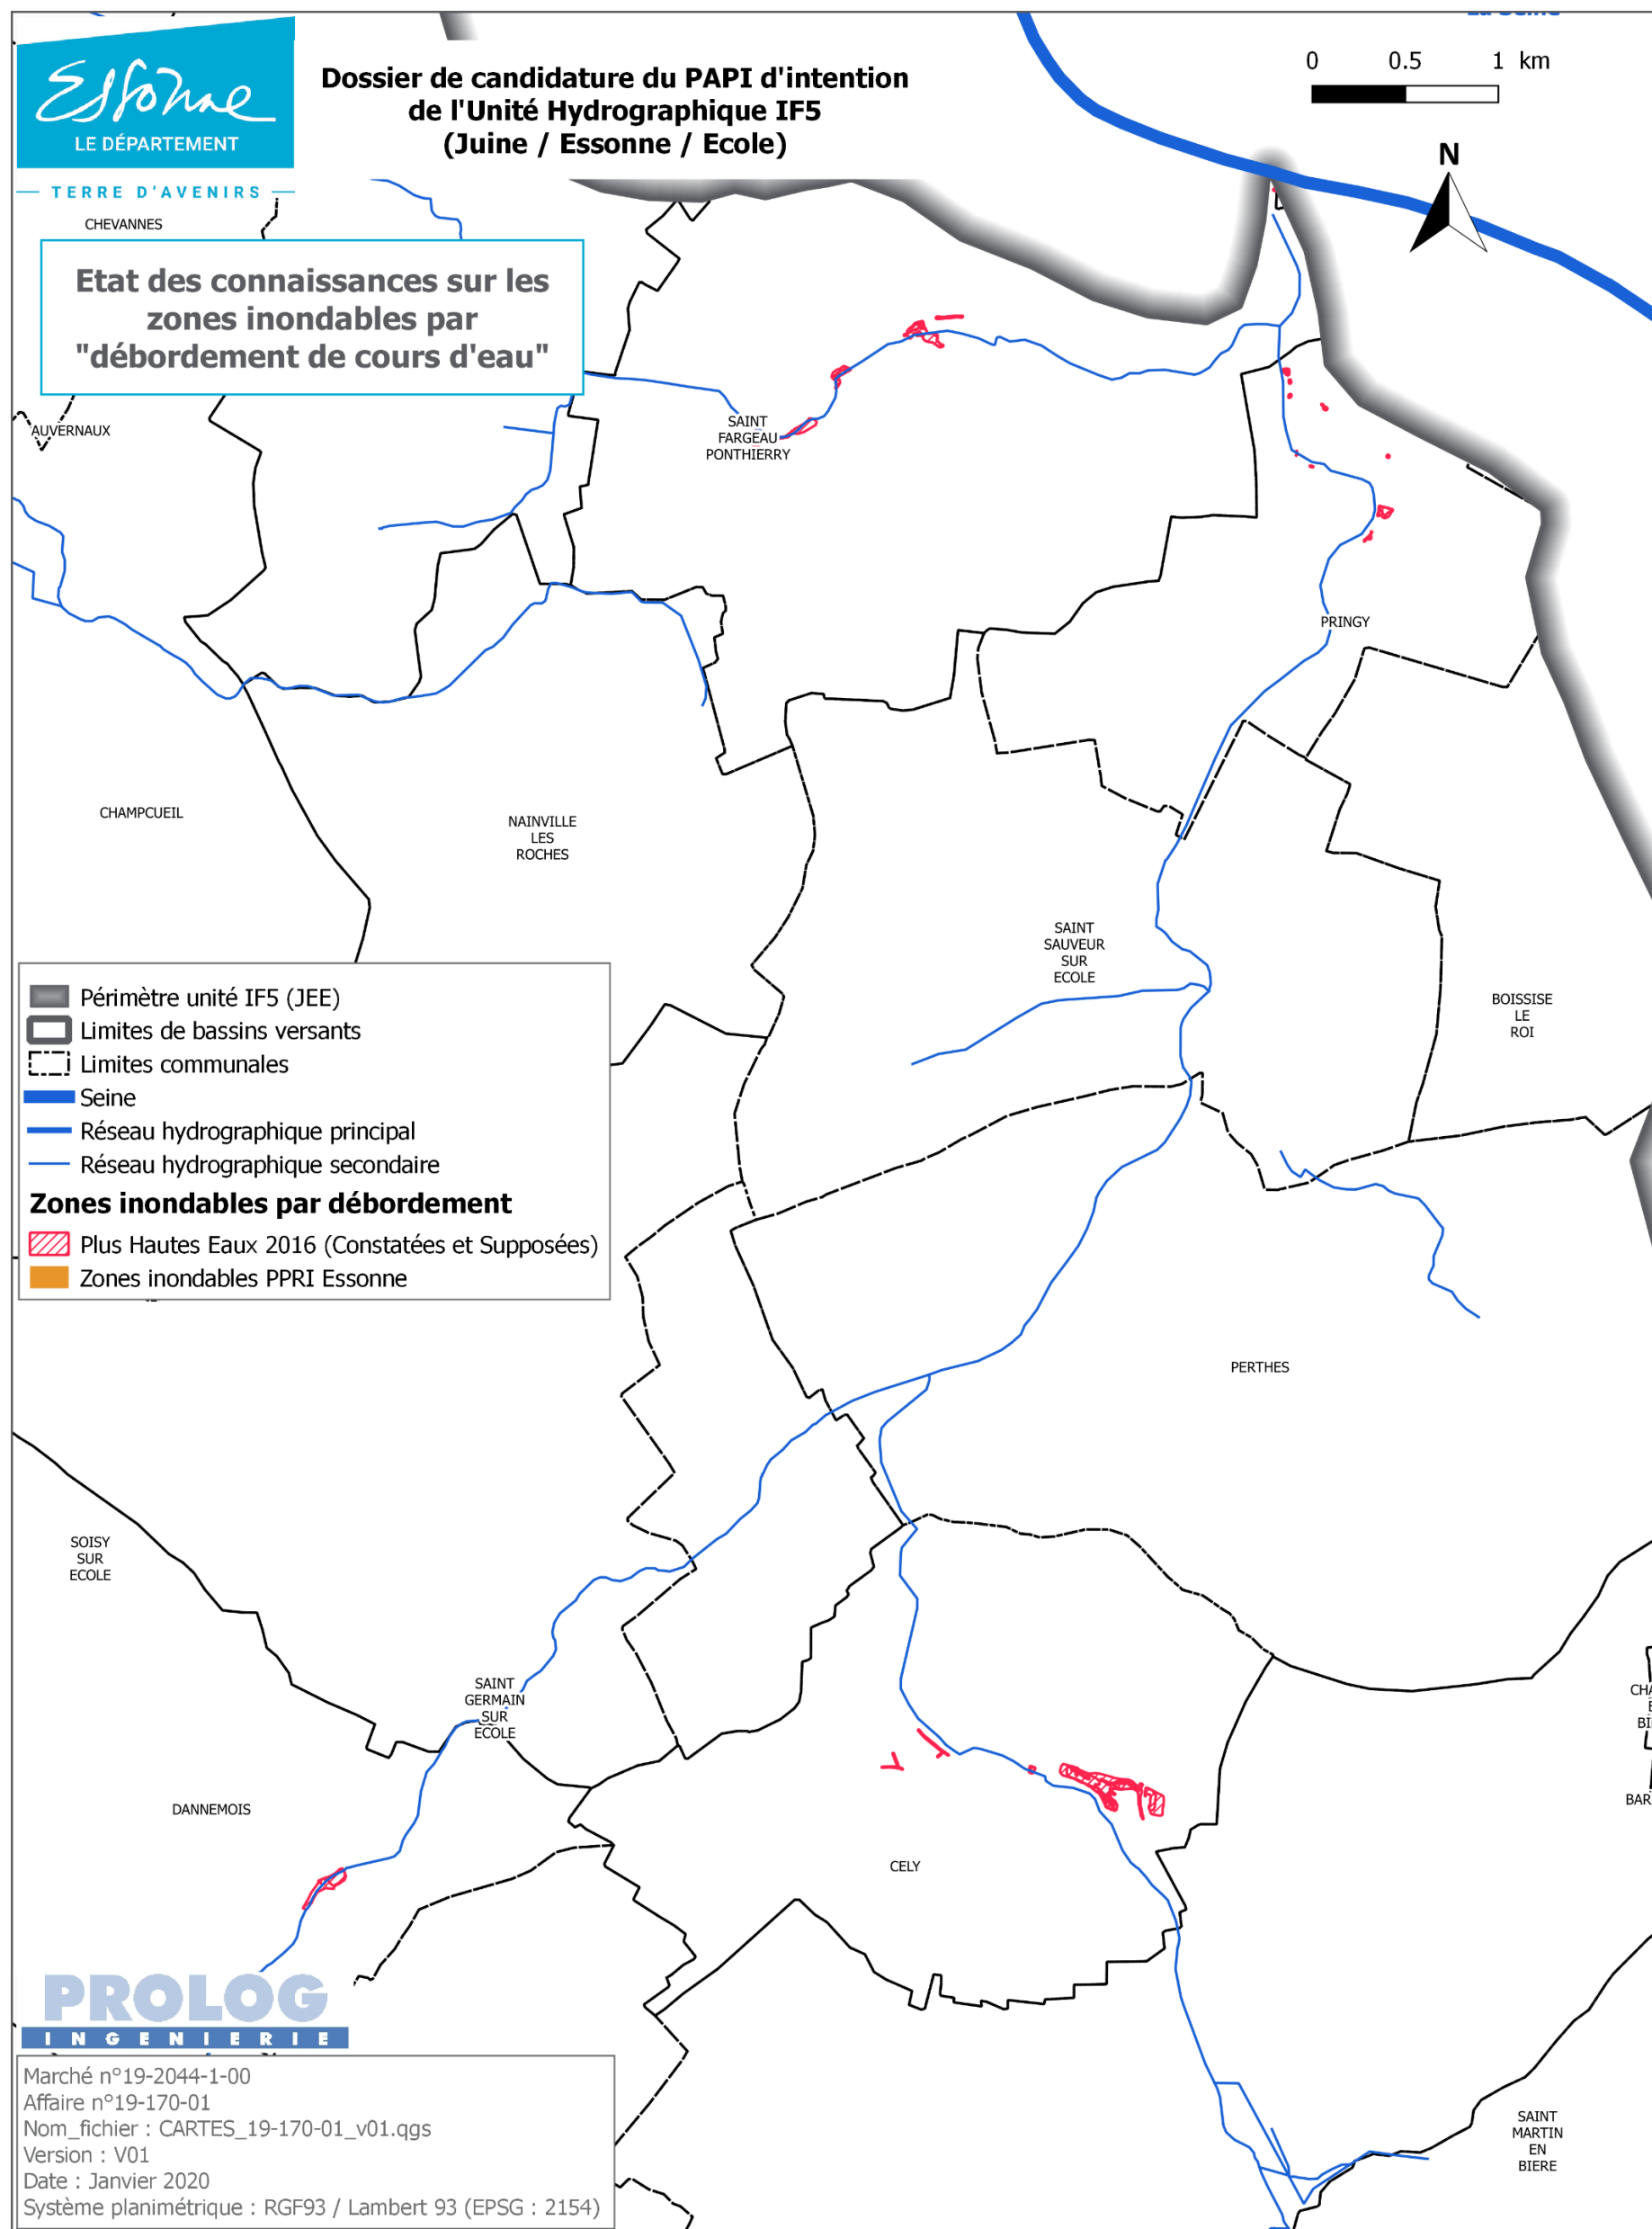 La Seine
Essonne
LE DÉPARTEMENT
TERRE D'AVENIRS
Dossier de candidature du PAPI d'intention
de l'Unité Hydrographique IF5
(Juine / Essonne / Ecole)
0 0.5 1 km
N
CHEVANNES
Etat des connaissances sur les
zones inondables par
"débordement de cours d'eau"
AUVERNAUX
SAINT
FARGEAU
PONTHIERRY
PRINGY
CHAMPCUEIL
NAINVILLE
LES
ROCHES
SAINT
SAUVEUR
SUR
ECOLE
BOISSISE
LE
ROI
Périmètre unité IF5 (JEE)
Limites de bassins versants
Limites communales
Seine
Réseau hydrographique principal
Réseau hydrographique secondaire
Zones inondables par débordement
Plus Hautes Eaux 2016 (Constatées et Supposées)
Zones inondables PPRI Essonne
PERTHES
SOISY
SUR
ECOLE
SAINT
GERMAIN
SUR
ECOLE
DANNEMOIS
CELY
BAR
PROLOG
INGENIERIE
Marché n°19-2044-1-00
Affaire n°19-170-01
Nom_fichier : CARTES_19-170-01_v01.qgs
Version : V01
Date : Janvier 2020
Système planimétrique : RGF93 / Lambert 93 (EPSG : 2154)
SAINT
MARTIN
EN
BIERE